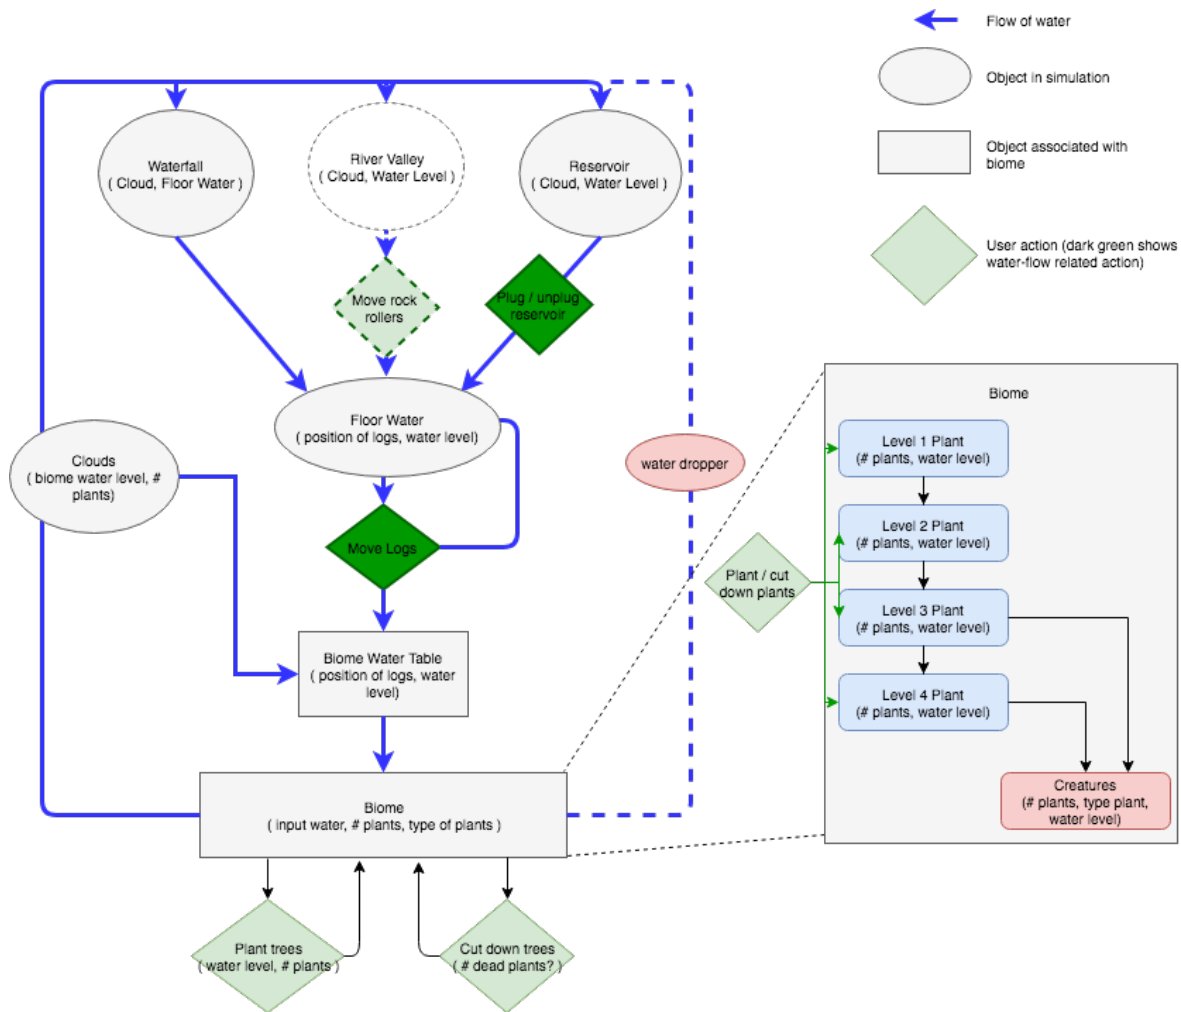 Flow of water
Object in simulation
Object associated with
biome
User action (dark green shows
water-flow related action)
Waterfall
( Cloud, Floor Water )
River Valley
( Cloud, Water Level )
Reservoir
( Cloud, Water Level )
Move rock
rollers
Plug / unplug
reservoir
Floor Water
( position of logs, water level)
Clouds
( biome water level, #
plants)
water dropper
Move Logs
Biome Water Table
( position of logs, water
level)
Biome
( input water, # plants, type of plants )
Plant trees
( water level, # plants )
Cut down trees
( # dead plants? )
Biome
Level 1 Plant
(# plants, water level)
Level 2 Plant
(# plants, water level)
Plant / cut
down plants
Level 3 Plant
(# plants, water level)
Level 4 Plant
(# plants, water level)
Creatures
(# plants, type plant,
water level)